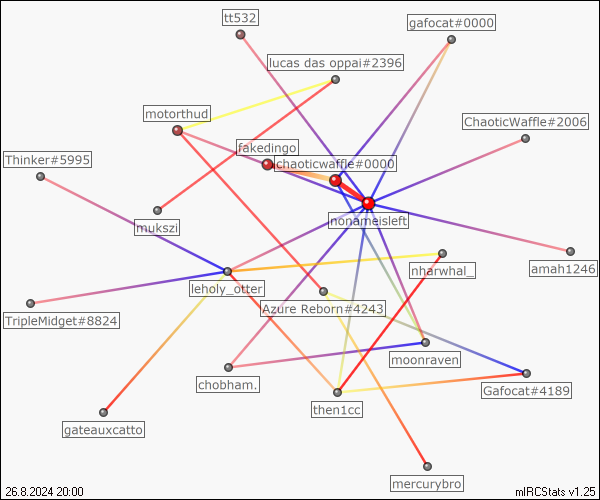 tt532
gafocat#0000
lucas das oppai#2396
motorthud
ChaoticWaffle#2006
fakedingo
Thinker#5995
chaoticwaffle#0000
mukszi
nonameisleft
nharwhal_
amah1246
leholy_otter
Azure Reborn#4243
TripleMidget#8824
moonraven
chobham.
Gafocat#4189
then1cc
gateauxcatto
mercurybro
26.8.2024 20:00
mIRCStats v1.25